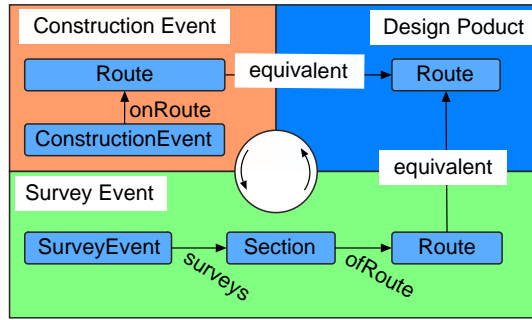 Construction Event
Design Poduct
Route
equivalent
Route
onRoute
ConstructionEvent
equivalent
Survey Event
SurveyEvent
surveys
Section
ofRoute
Route